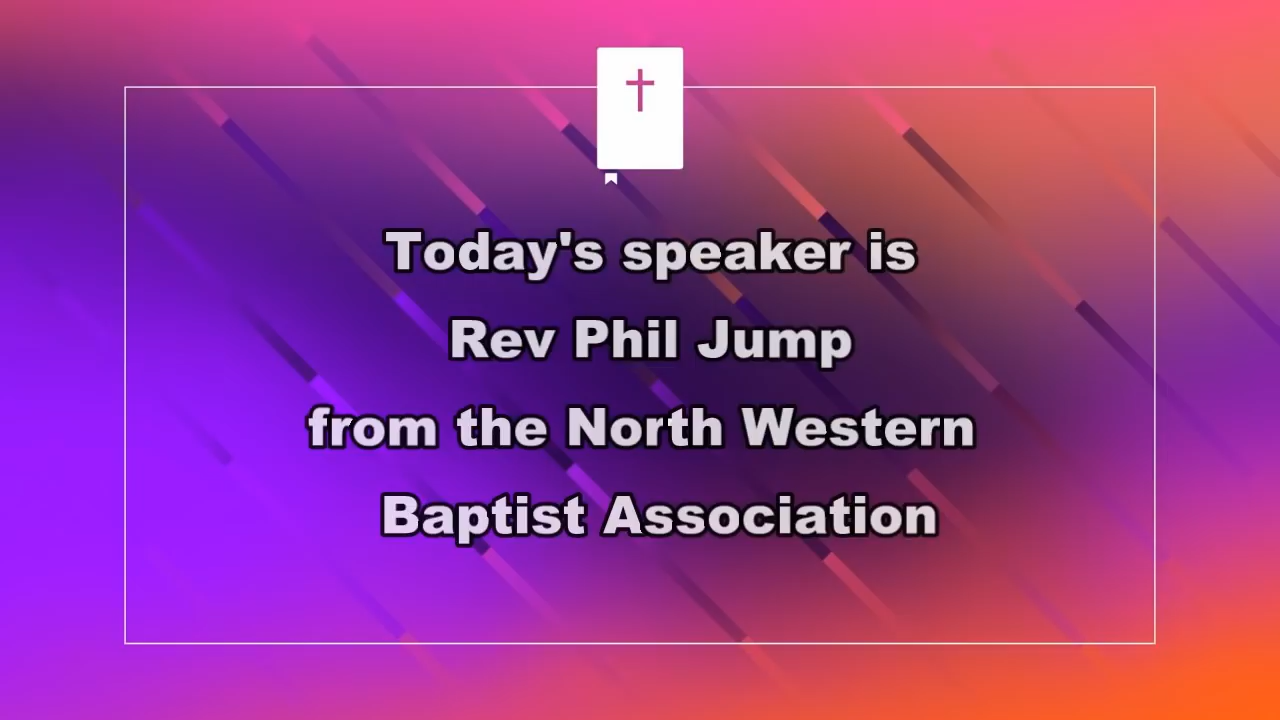 Today's speaker is
Rev Phil Jump
from the North Western
Baptist Association